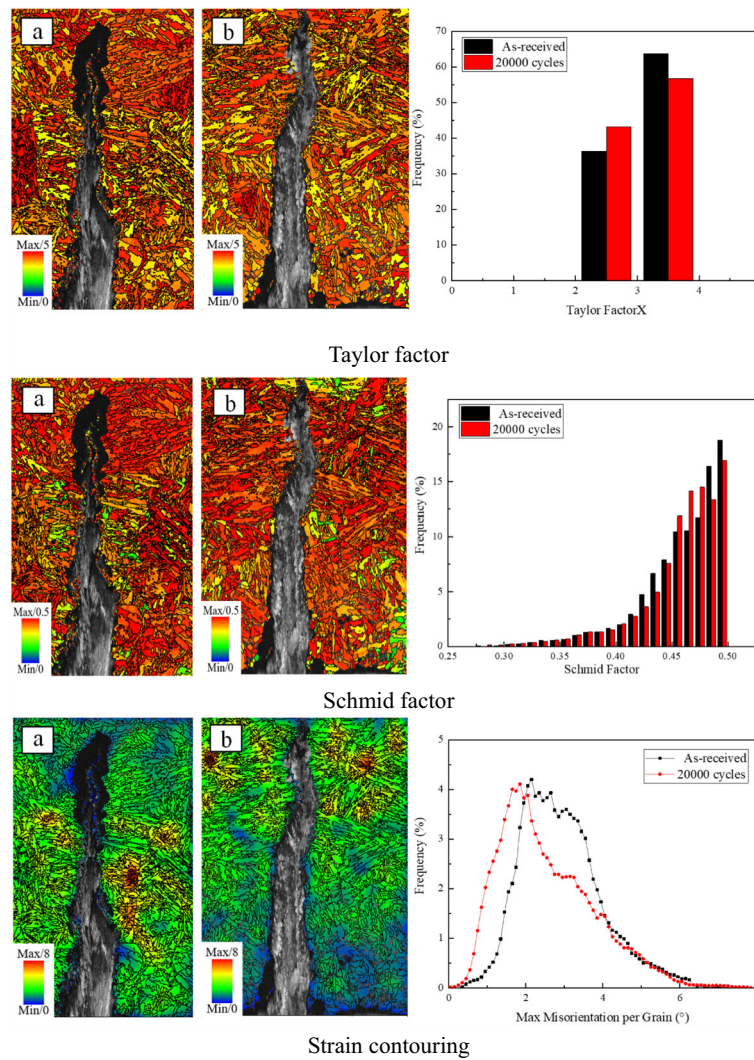 a
b
Max/5
Min/0
Max/5
Min/0
As-received
20000 cycles
Frequency (%)
70
60
50
40
30
20
10
0
0 1 2 3 4
Taylor FactorX
Taylor factor
a
b
Max/0.5
Min/0
Max/0.5
Min/0
As-received
20000 cycles
Frequency (%)
20
15
10
5
0
0.25 0.30 0.35 0.40 0.45 0.50
Schmid Factor
Schmid factor
a
b
Max/8
Min/0
Max/8
Min/0
As-received
20000 cycles
Frequency (%)
5
4
3
2
1
0
0 2 4 6
Max Misorientation per Grain (°)
Strain contouring